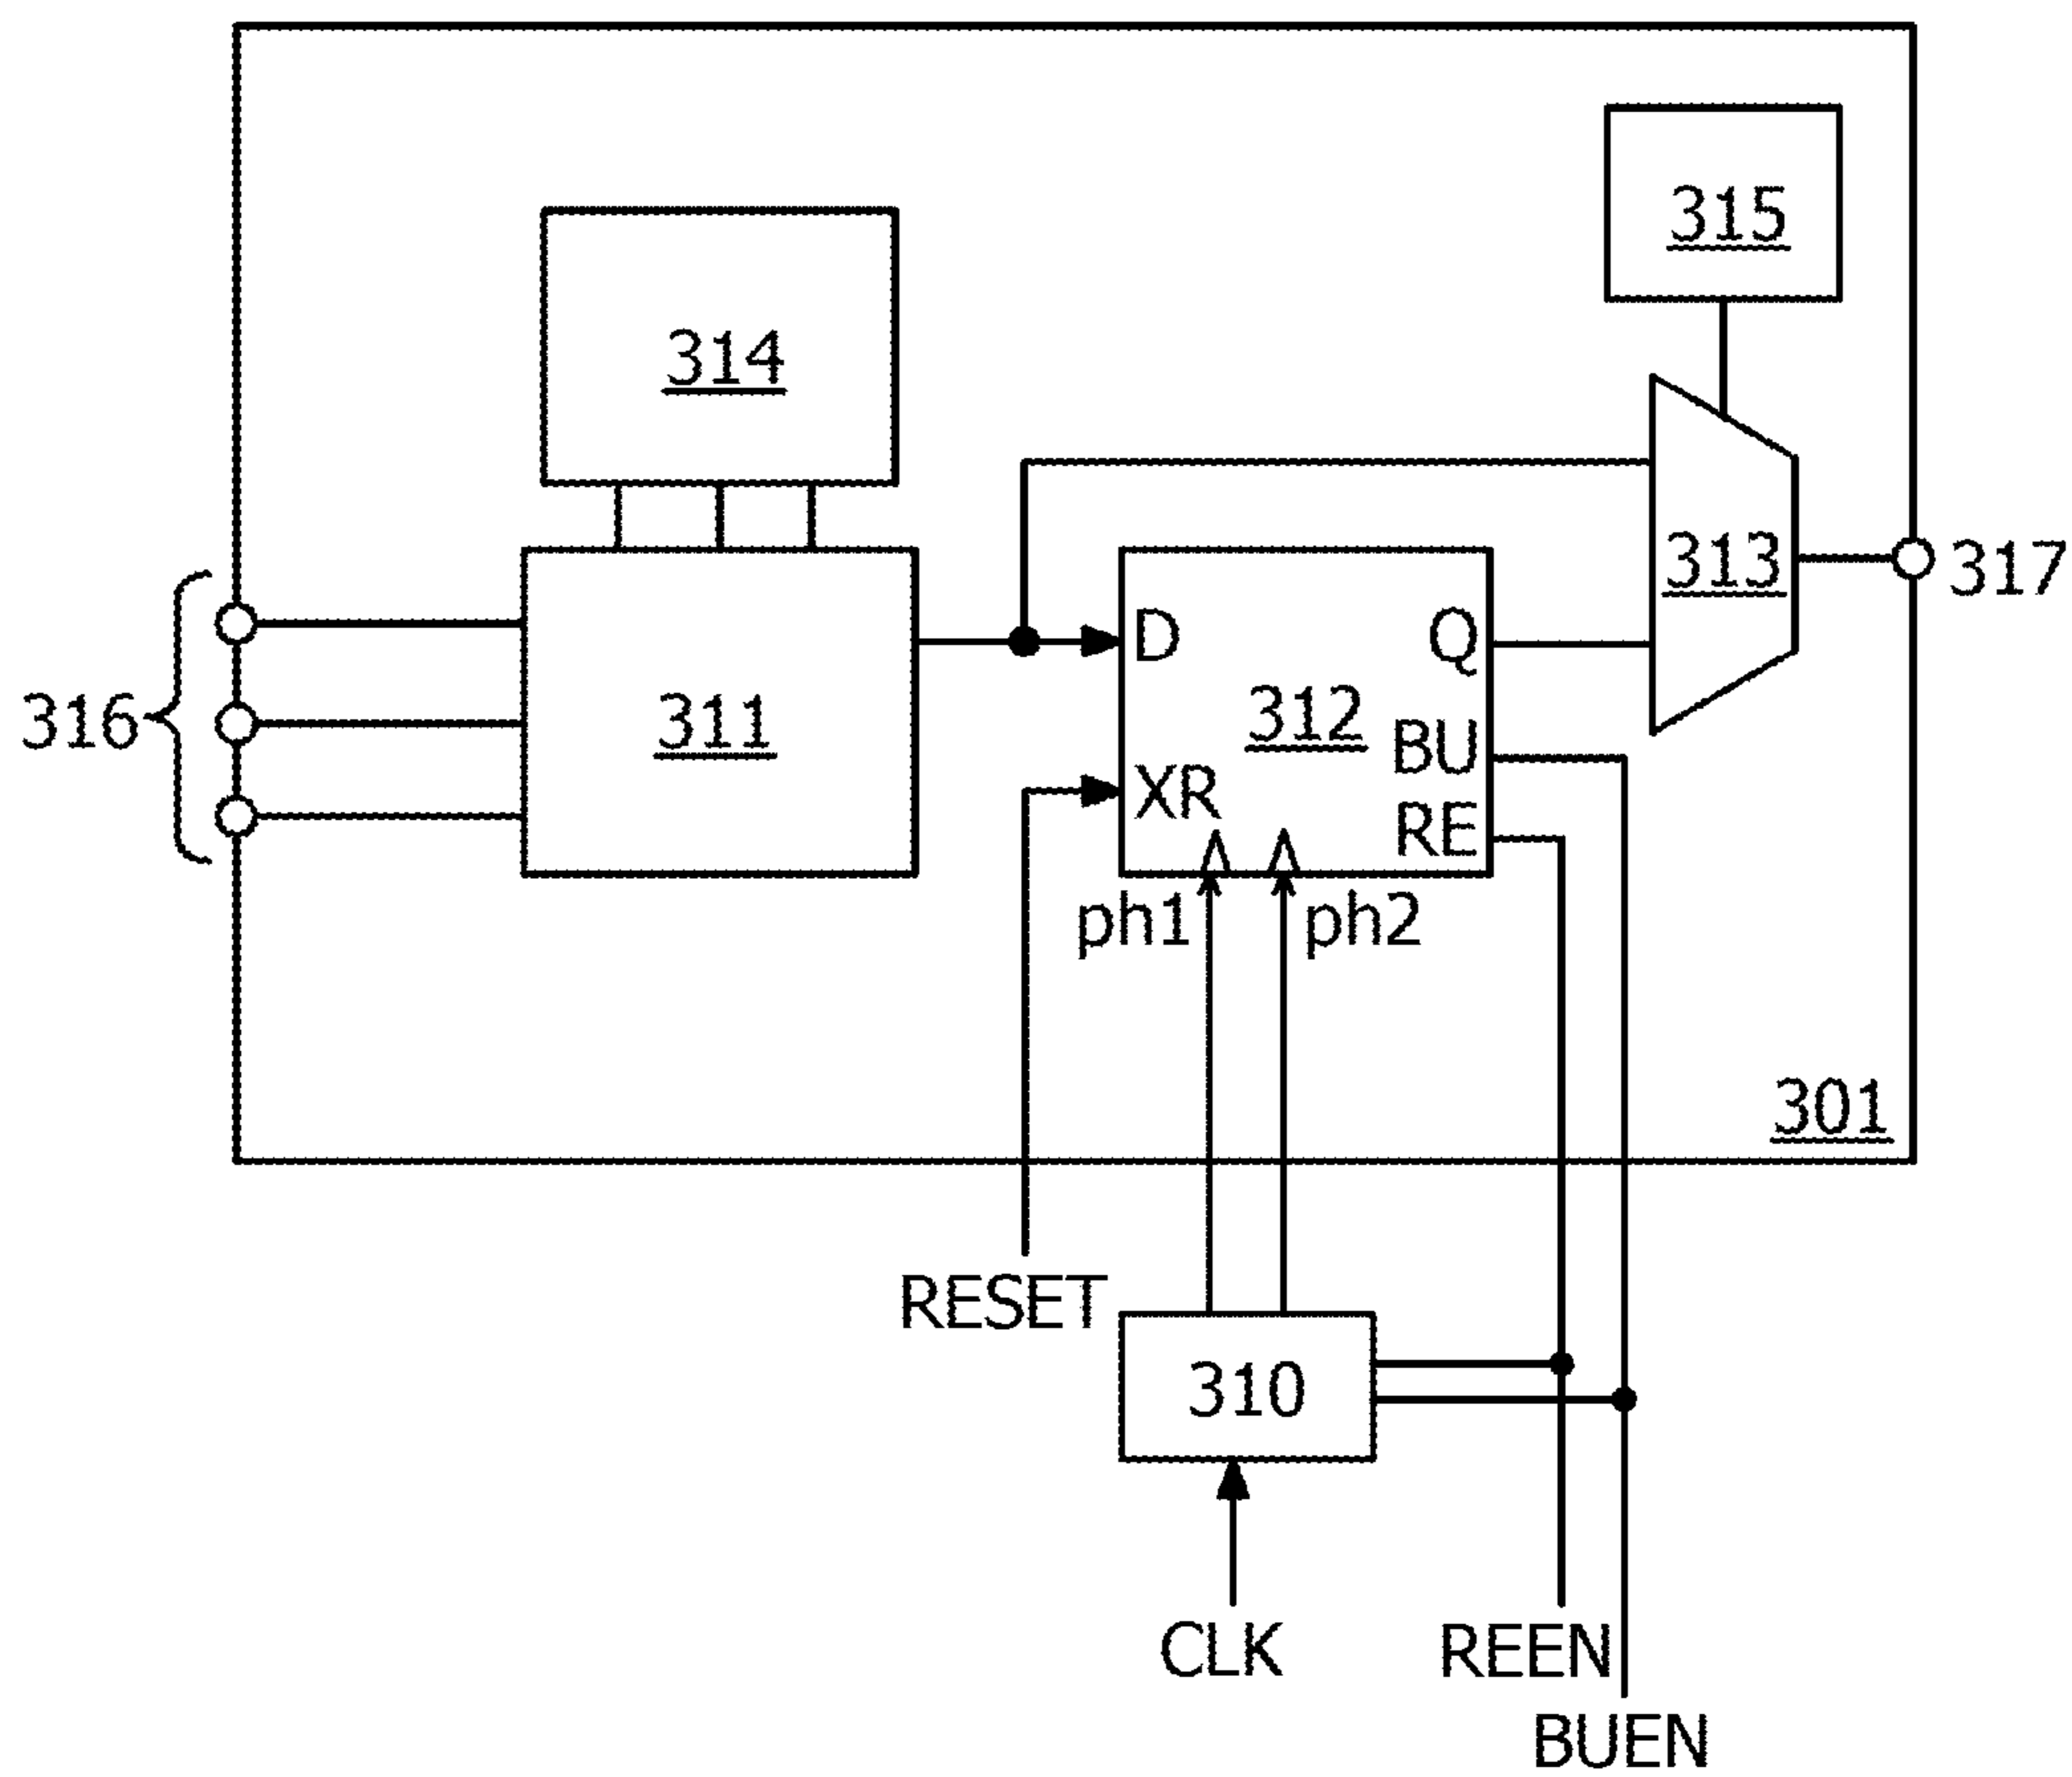 315
314
313
317
D
Q
316
311
312
BU
XR
RE
ph1
ph2
301
RESET
310
CLK
REEN
BUEN